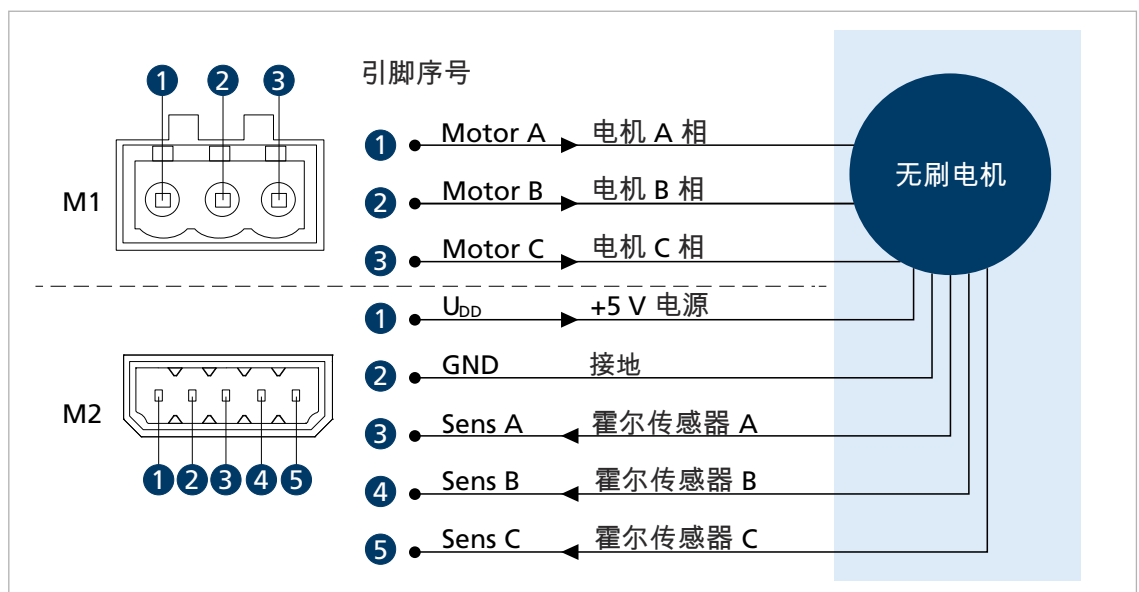 引脚序号
1 2 3
M1
1 Motor A 电机 A 相
2 Motor B 电机 B 相
3 Motor C 电机 C 相
无刷电机
1 UDD +5 V 电源
2 GND 接地
M2
3 Sens A 霍尔传感器 A
4 Sens B 霍尔传感器 B
1 2 3 4 5
5 Sens C 霍尔传感器 C